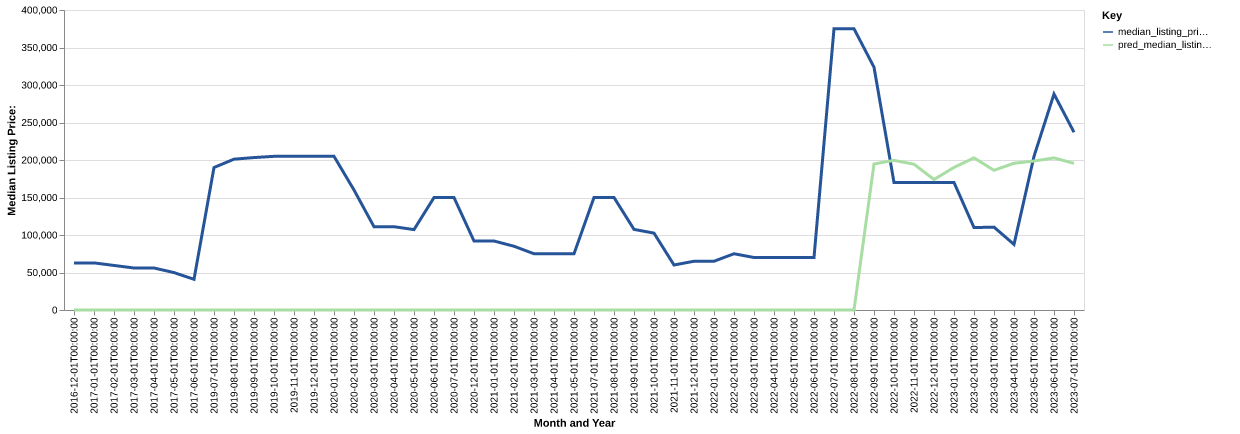 400,000
350,000
300,000
250,000
200,000
150,000
100,000
50,000
0
Median Listing Price:
2016-12-01T00:00:00
2017-01-01T00:00:00
2017-02-01T00:00:00
2017-03-01T00:00:00
2017-04-01T00:00:00
2017-05-01T00:00:00
2017-06-01T00:00:00
2019-07-01T00:00:00
2019-08-01T00:00:00
2019-09-01T00:00:00
2019-10-01T00:00:00
2019-11-01T00:00:00
2019-12-01T00:00:00
2020-01-01T00:00:00
2020-02-01T00:00:00
2020-03-01T00:00:00
2020-04-01T00:00:00
2020-05-01T00:00:00
2020-06-01T00:00:00
2020-07-01T00:00:00
2020-12-01T00:00:00
2021-01-01T00:00:00
2021-02-01T00:00:00
2021-03-01T00:00:00
2021-04-01T00:00:00
2021-05-01T00:00:00
2021-07-01T00:00:00
2021-08-01T00:00:00
2021-09-01T00:00:00
2021-10-01T00:00:00
2021-11-01T00:00:00
2021-12-01T00:00:00
2022-01-01T00:00:00
2022-02-01T00:00:00
2022-03-01T00:00:00
2022-04-01T00:00:00
2022-05-01T00:00:00
2022-06-01T00:00:00
2022-07-01T00:00:00
2022-08-01T00:00:00
2022-09-01T00:00:00
2022-10-01T00:00:00
2022-11-01T00:00:00
2022-12-01T00:00:00
2023-01-01T00:00:00
2023-02-01T00:00:00
2023-03-01T00:00:00
2023-04-01T00:00:00
2023-05-01T00:00:00
2023-06-01T00:00:00
2023-07-01T00:00:00
Month and Year
Key
median_listing_pri…
pred_median_listin…